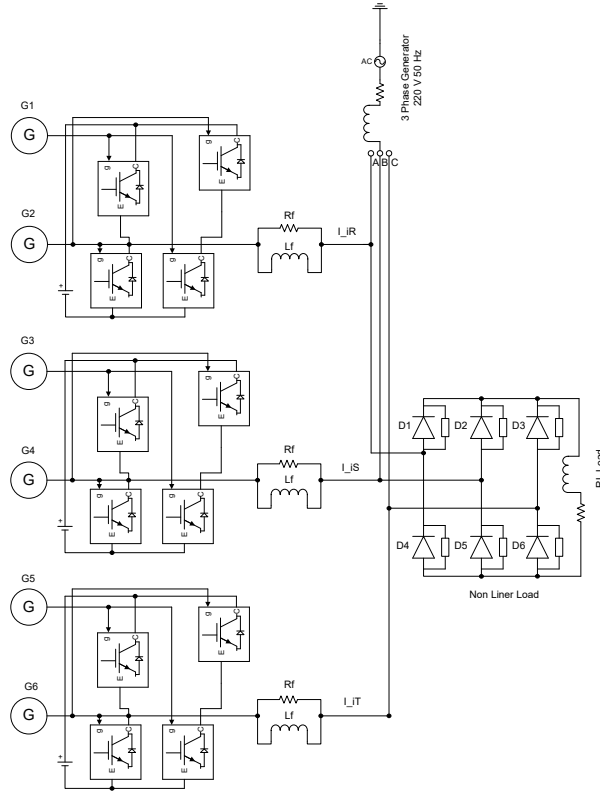 AC
3 Phase Generator
220 V 50 Hz
A B C
G1
G
g C E
g C E
G2
G
g C E
g C E
+
Rf
Lf
I_iR
G3
G
g C E
g C E
G4
G
g C E
g C E
+
Rf
Lf
I_iS
D1 D2 D3
D4 D5 D6
RL Load
Non Liner Load
G5
G
g C E
g C E
G6
G
g C E
g C E
+
Rf
Lf
I_iT